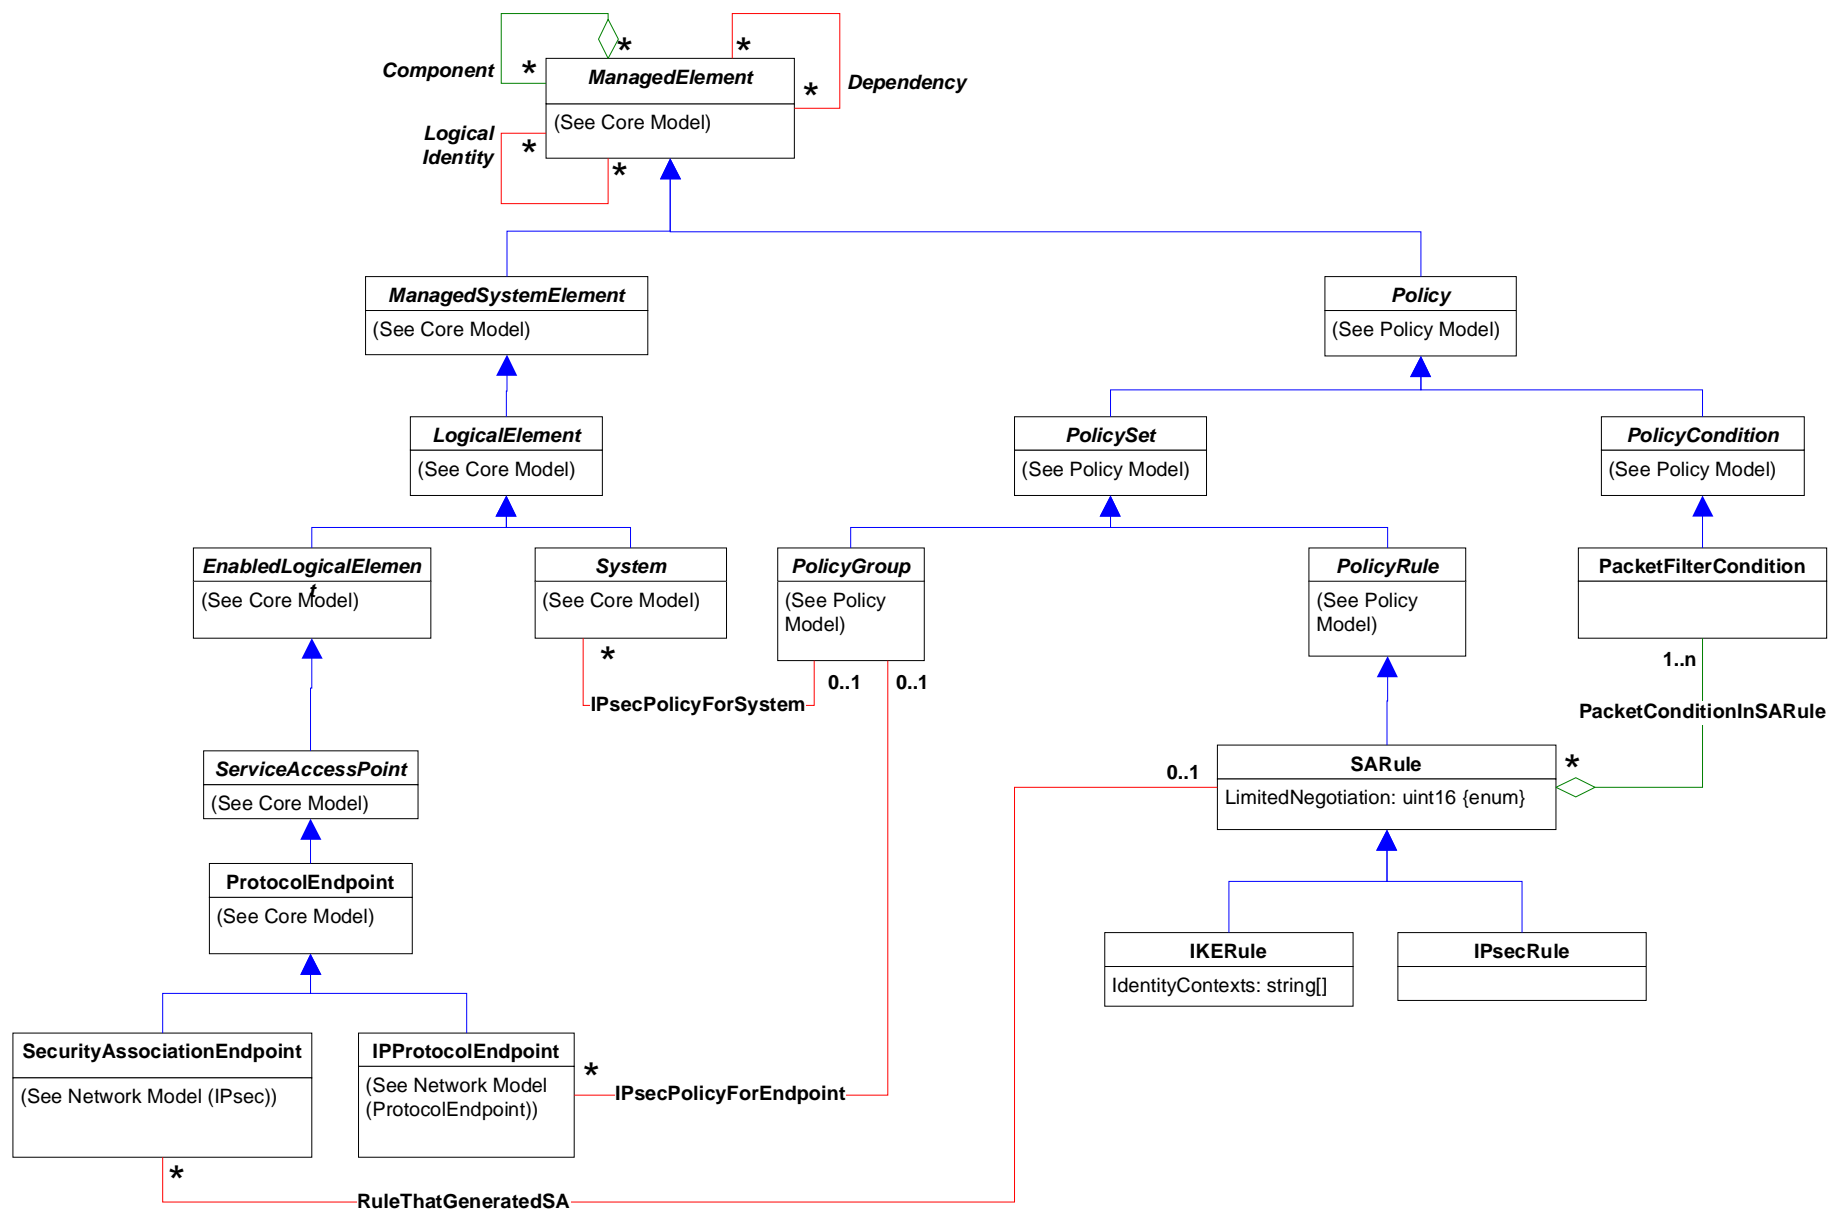 *
*
Component
*
ManagedElement
*
Dependency
(See Core Model)
Logical
*
Identity
*
ManagedSystemElement
(See Core Model)
Policy
(See Policy Model)
LogicalElement
(See Core Model)
PolicySet
(See Policy Model)
PolicyCondition
(See Policy Model)
EnabledLogicalElemen
t
(See Core Model)
System
(See Core Model)
PolicyGroup
(See Policy
Model)
PolicyRule
(See Policy
Model)
PacketFilterCondition
*
0..1
0..1
1..n
IPsecPolicyForSystem
PacketConditionInSARule
ServiceAccessPoint
(See Core Model)
0..1
SARule
LimitedNegotiation: uint16 {enum}
*
ProtocolEndpoint
(See Core Model)
IKERule
IdentityContexts: string[]
IPsecRule
SecurityAssociationEndpoint
(See Network Model (IPsec))
IPProtocolEndpoint
(See Network Model
(ProtocolEndpoint))
*
IPsecPolicyForEndpoint
*
RuleThatGeneratedSA